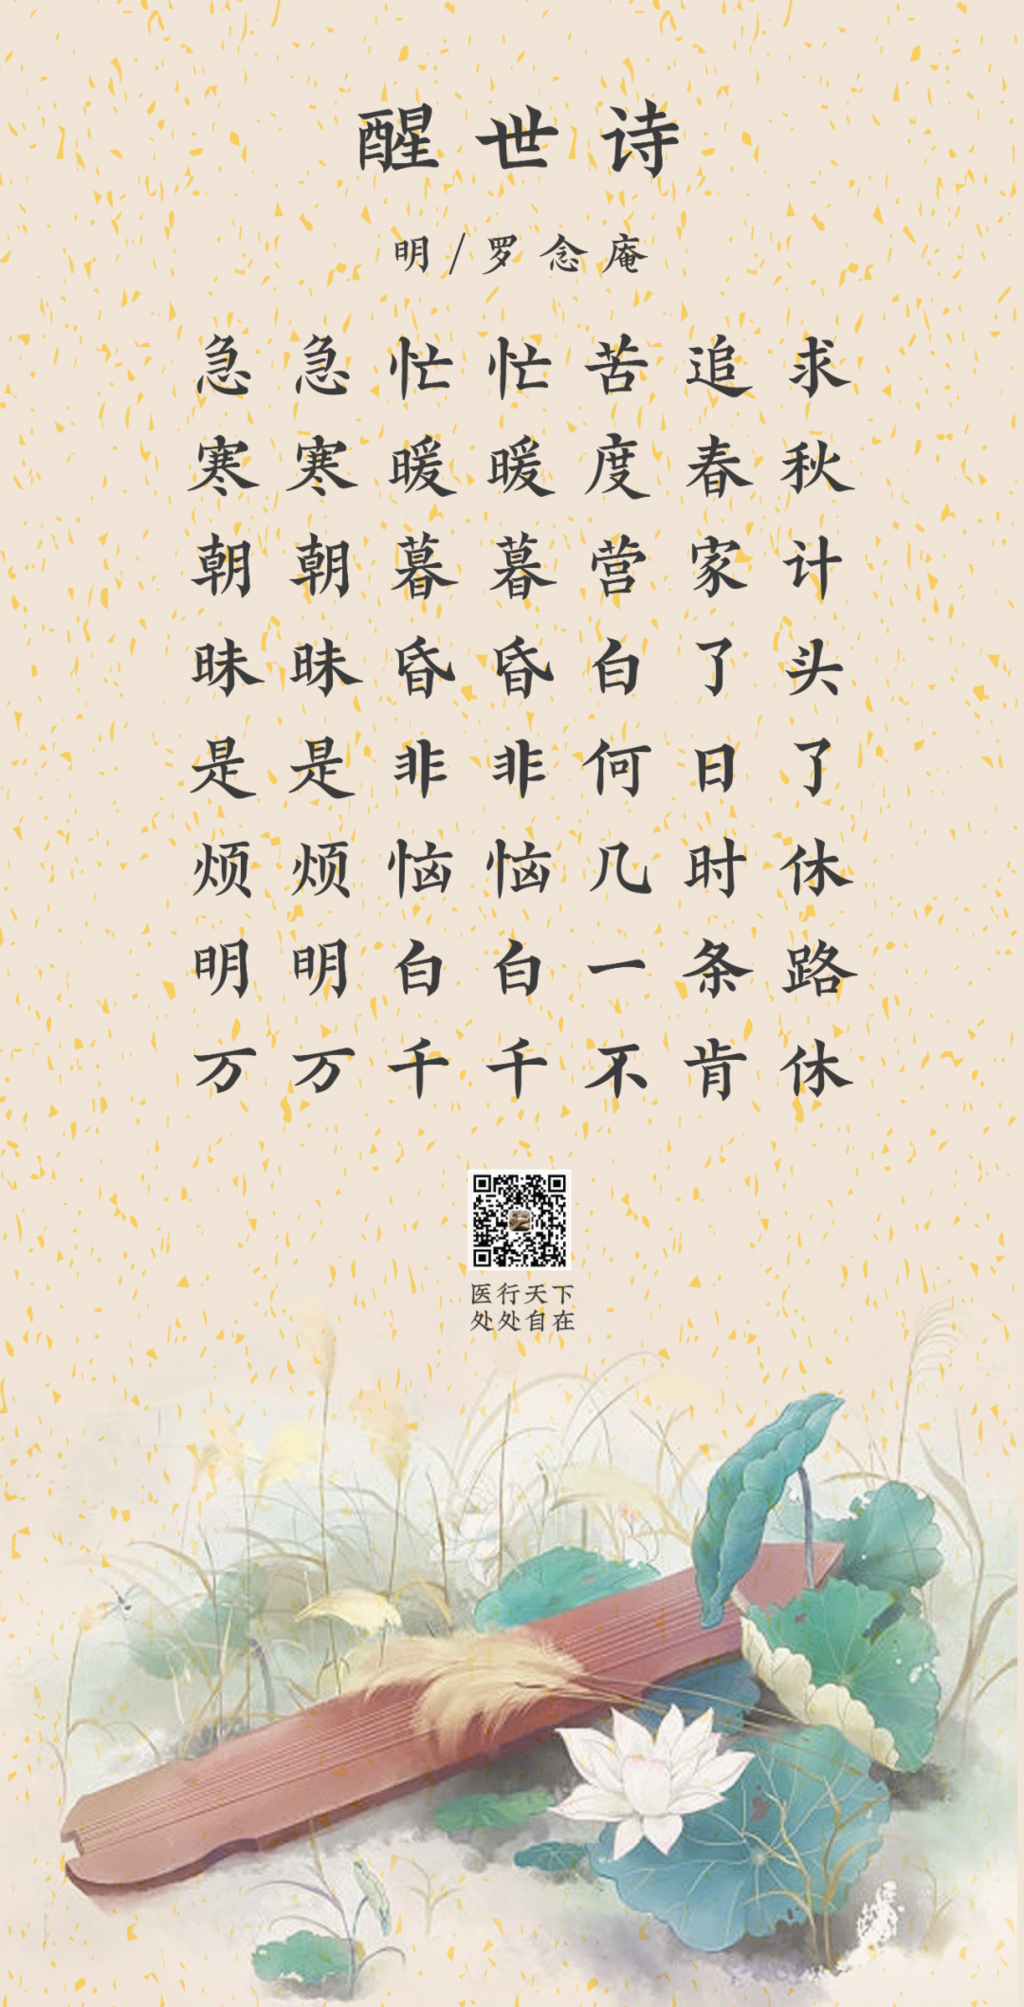 醒世诗
明/罗念庵
急急忙忙苦追求
寒寒暖暖度春秋
朝朝暮暮营家计
昧昧昏昏白了头
是是非非何日了
烦烦恼恼几时休
明明白白一条路
万万千千不肯休
医行天下
处处自在